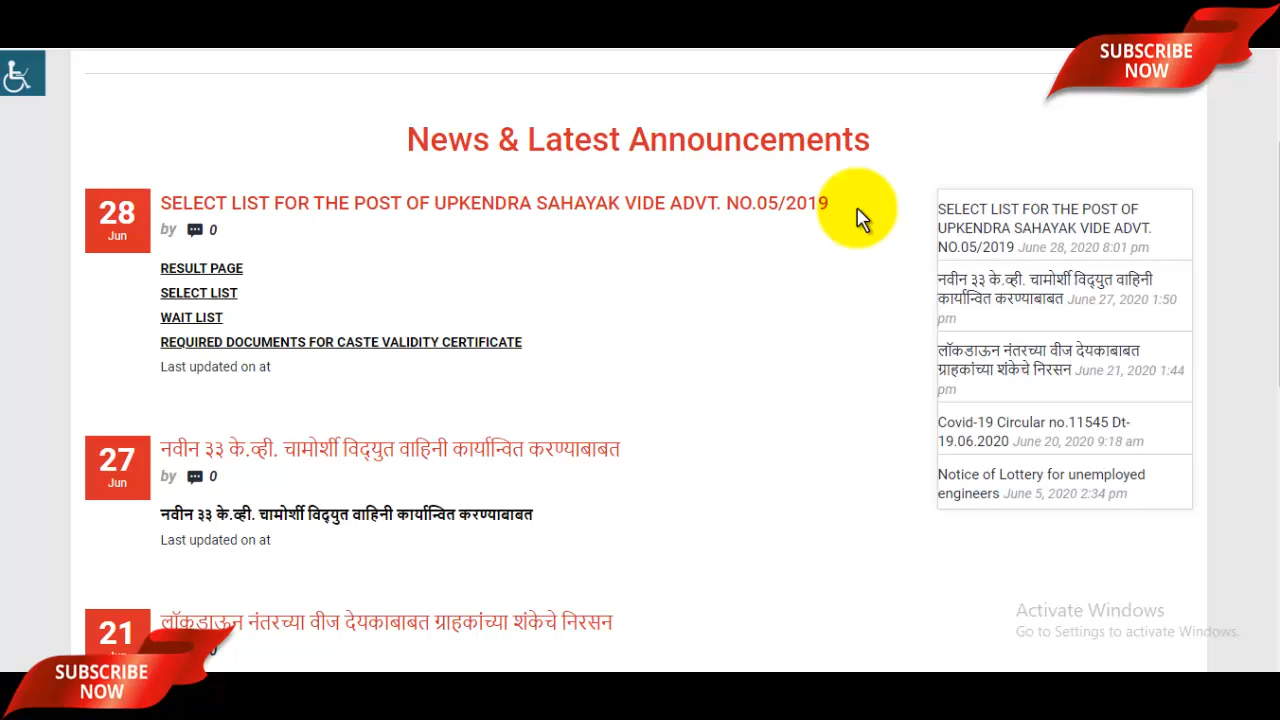 SUBSCRIBE
NOW
News & Latest Announcements
28
Jun
SELECT LIST FOR THE POST OF UPKENDRA SAHAYAK VIDE ADVT. NO.05/2019
by 0
RESULT PAGE
SELECT LIST
WAIT LIST
REQUIRED DOCUMENTS FOR CASTE VALIDITY CERTIFICATE
Last updated on at
27
Jun
नवीन ३३ के.व्ही. चामोर्शी विद्युत वाहिनी कार्यान्वित करण्याबाबत
by 0
नवीन ३३ के.व्ही. चामोर्शी विद्युत वाहिनी कार्यान्वित करण्याबाबत
Last updated on at
21
लॉकडाऊन नंतरच्या वीज देयकाबाबत ग्राहकांच्या शंकेचे निरसन
0
SELECT LIST FOR THE POST OF
UPKENDRA SAHAYAK VIDE ADVT.
NO.05/2019 June 28, 2020 8:01 pm
नवीन ३३ के.व्ही. चामोर्शी विद्युत वाहिनी
कार्यान्वित करण्याबाबत June 27, 2020 1:50
pm
लॉकडाऊन नंतरच्या वीज देयकाबाबत
ग्राहकांच्या शंकेचे निरसन June 21, 2020 1:44
pm
Covid-19 Circular no.11545 Dt-
19.06.2020 June 20, 2020 9:18 am
Notice of Lottery for unemployed
engineers June 5, 2020 2:34 pm
Activate Windows
Go to Settings to activate Windows.
SUBSCRIBE
NOW